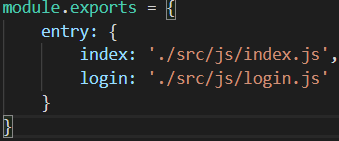 module.exports = {
    entry: {
        index: './src/js/index.js',
        login: './src/js/login.js'
    }
}